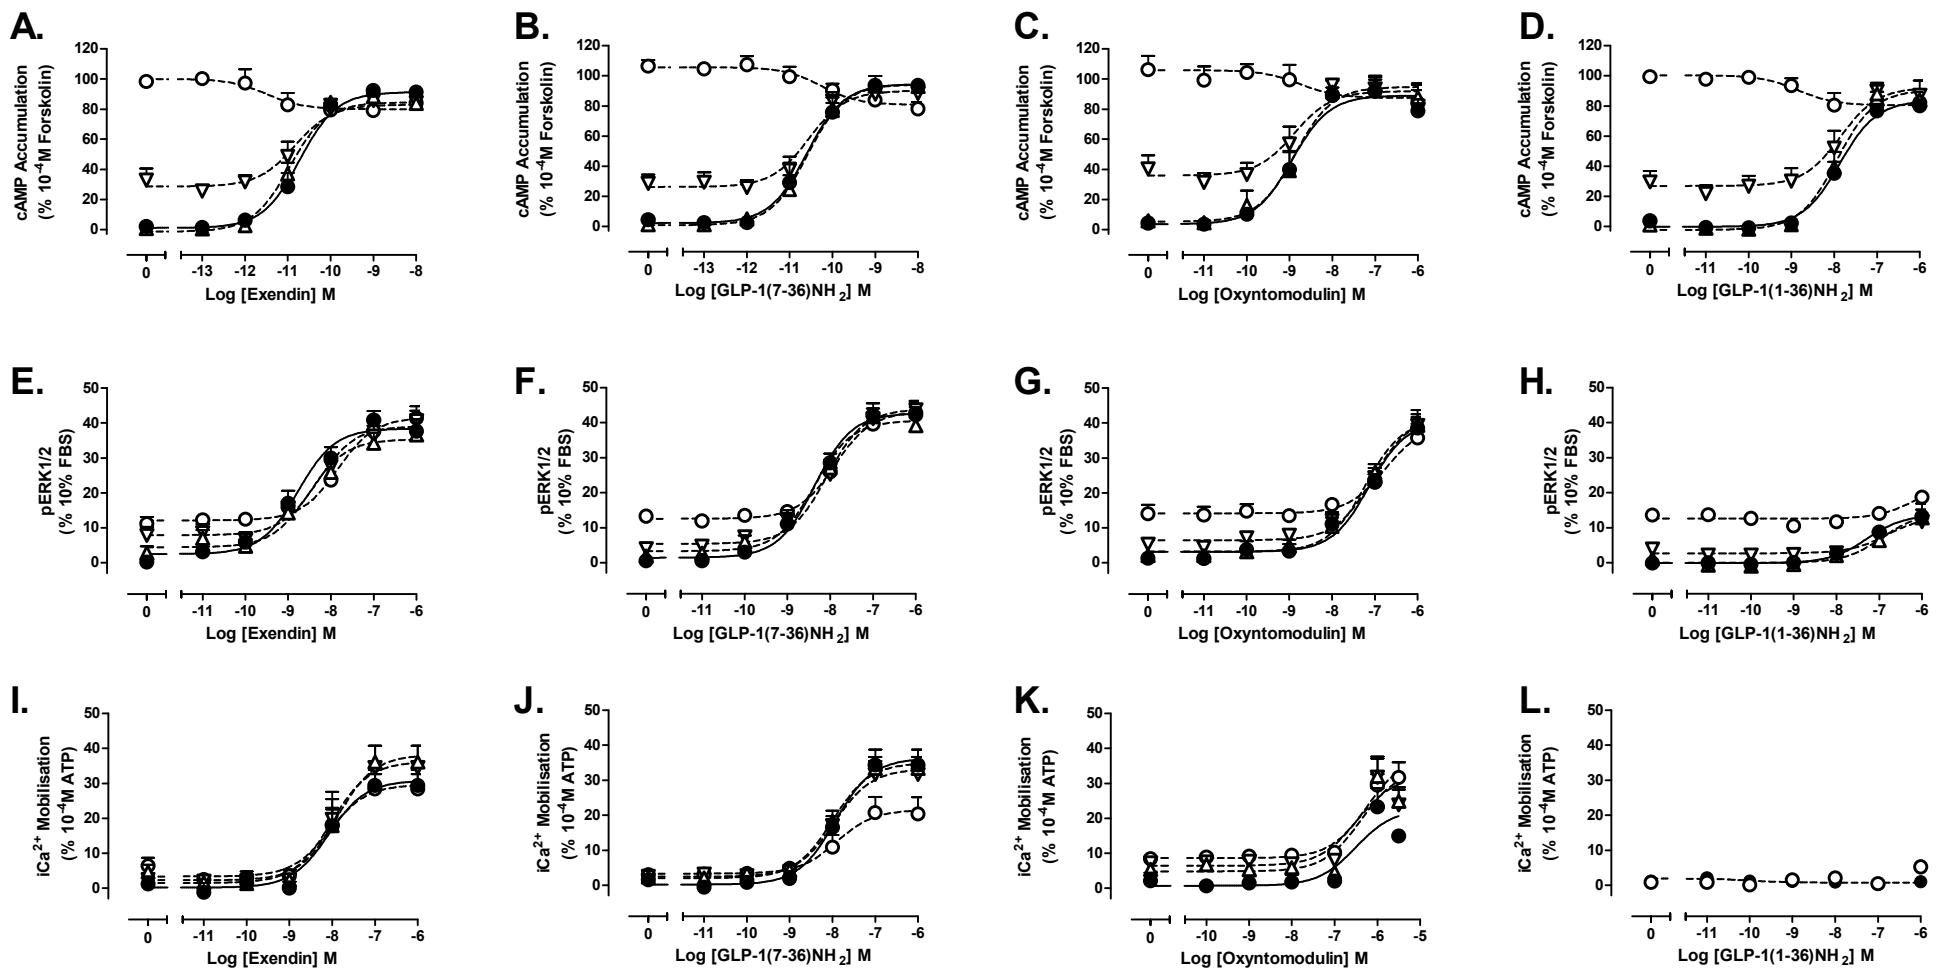 A.
cAMP Accumulation
(% 10⁻⁴M Forskolin)
120
100
80
60
40
20
0
0 -13 -12 -11 -10 -9 -8
Log [Exendin] M
B.
cAMP Accumulation
(% 10⁻⁴M Forskolin)
120
100
80
60
40
20
0
0 -13 -12 -11 -10 -9 -8
Log [GLP-1(7-36)NH₂] M
C.
cAMP Accumulation
(% 10⁻⁴M Forskolin)
120
100
80
60
40
20
0
0 -11 -10 -9 -8 -7 -6
Log [Oxyntomodulin] M
D.
cAMP Accumulation
(% 10⁻⁴M Forskolin)
120
100
80
60
40
20
0
0 -11 -10 -9 -8 -7 -6
Log [GLP-1(1-36)NH₂] M
E.
pERK1/2
(% 10% FBS)
50
40
30
20
10
0
0 -11 -10 -9 -8 -7 -6
Log [Exendin] M
F.
pERK1/2
(% 10% FBS)
50
40
30
20
10
0
0 -11 -10 -9 -8 -7 -6
Log [GLP-1(7-36)NH₂] M
G.
pERK1/2
(% 10% FBS)
50
40
30
20
10
0
0 -11 -10 -9 -8 -7 -6
Log [Oxyntomodulin] M
H.
pERK1/2
(% 10% FBS)
50
40
30
20
10
0
0 -11 -10 -9 -8 -7 -6
Log [GLP-1(1-36)NH₂] M
I.
iCa²⁺ Mobilisation
(% 10⁻⁴M ATP)
50
40
30
20
10
0
0 -11 -10 -9 -8 -7 -6
Log [Exendin] M
J.
iCa²⁺ Mobilisation
(% 10⁻⁴M ATP)
50
40
30
20
10
0
0 -11 -10 -9 -8 -7 -6
Log [GLP-1(7-36)NH₂] M
K.
iCa²⁺ Mobilisation
(% 10⁻⁴M ATP)
50
40
30
20
10
0
0 -10 -9 -8 -7 -6 -5
Log [Oxyntomodulin] M
L.
iCa²⁺ Mobilisation
(% 10⁻⁴M ATP)
50
40
30
20
10
0
0 -11 -10 -9 -8 -7 -6
Log [GLP-1(1-36)NH₂] M